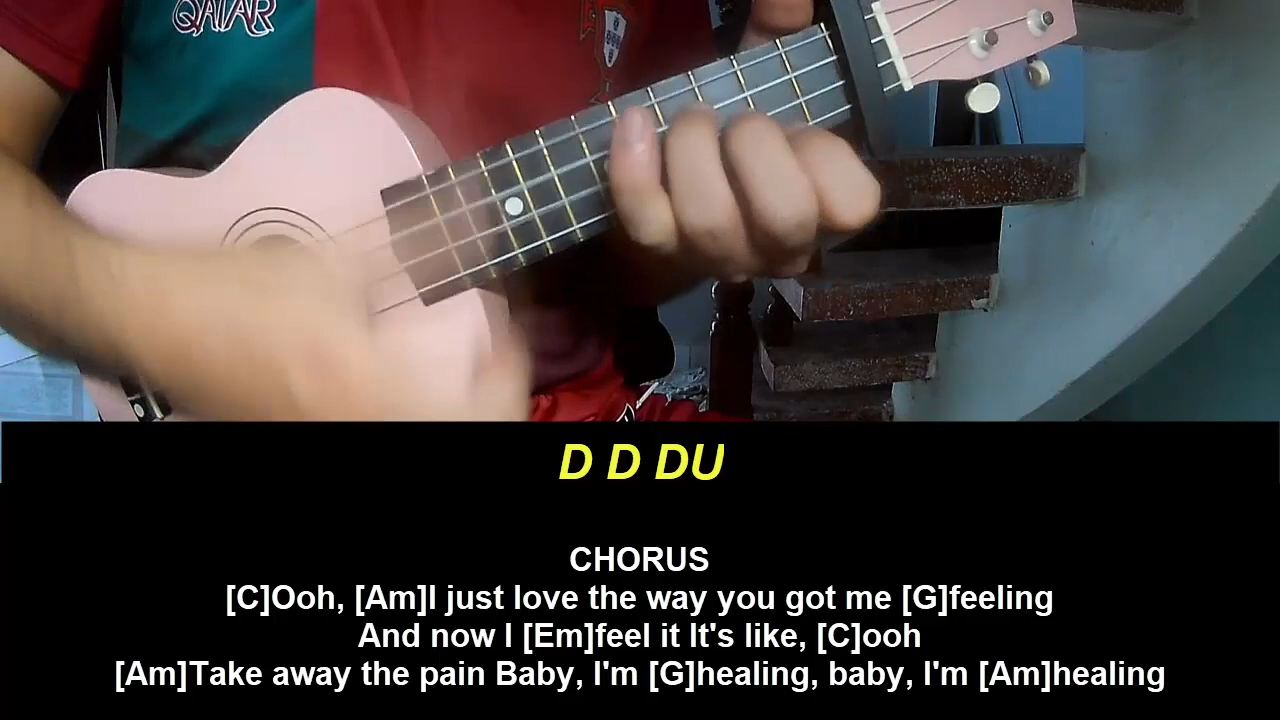 QATAR
D D DU
CHORUS
[C]Ooh, [Am]I just love the way you got me [G]feeling
And now I [Em]feel it It's like, [C]ooh
[Am]Take away the pain Baby, I'm [G]healing, baby, I'm [Am]healing